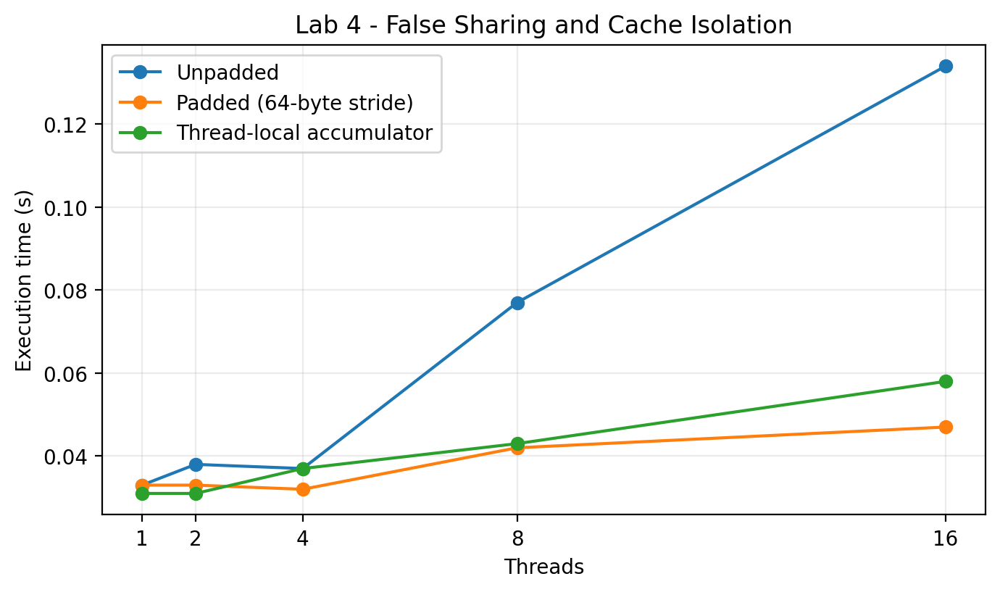 Lab 4 - False Sharing and Cache Isolation
Unpadded
Padded (64-byte stride)
Thread-local accumulator
Execution time (s)
0.12
0.10
0.08
0.06
0.04
1 2 4 8 16
Threads